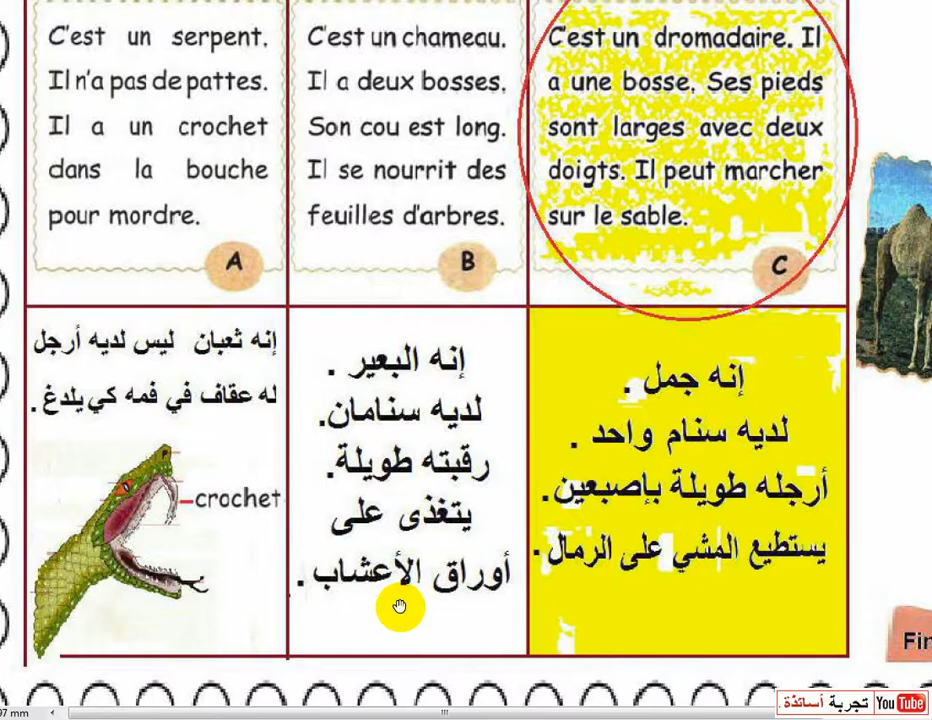 C'est un serpent.
Il n'a pas de pattes.
Il a un crochet
dans la bouche
pour mordre.
A
C'est un chameau.
Il a deux bosses.
Son cou est long.
Il se nourrit des
feuilles d'arbres.
B
C'est un dromadaire. Il
a une bosse. Ses pieds
sont larges avec deux
doigts. Il peut marcher
sur le sable.
C
إنه ثعبان ليس لديه أرجل
له عقاف في فمه كي يلدغ .
crochet
إنه البعير .
لديه سنامان.
رقبته طويلة.
يتغذى على
أوراق الأعشاب .
إنه جمل .
لديه سنام واحد .
أرجله طويلة بإصبعين.
يستطيع المشي على الرمال .
Fin
97 mm
تجربة أساتذة .
YouTube